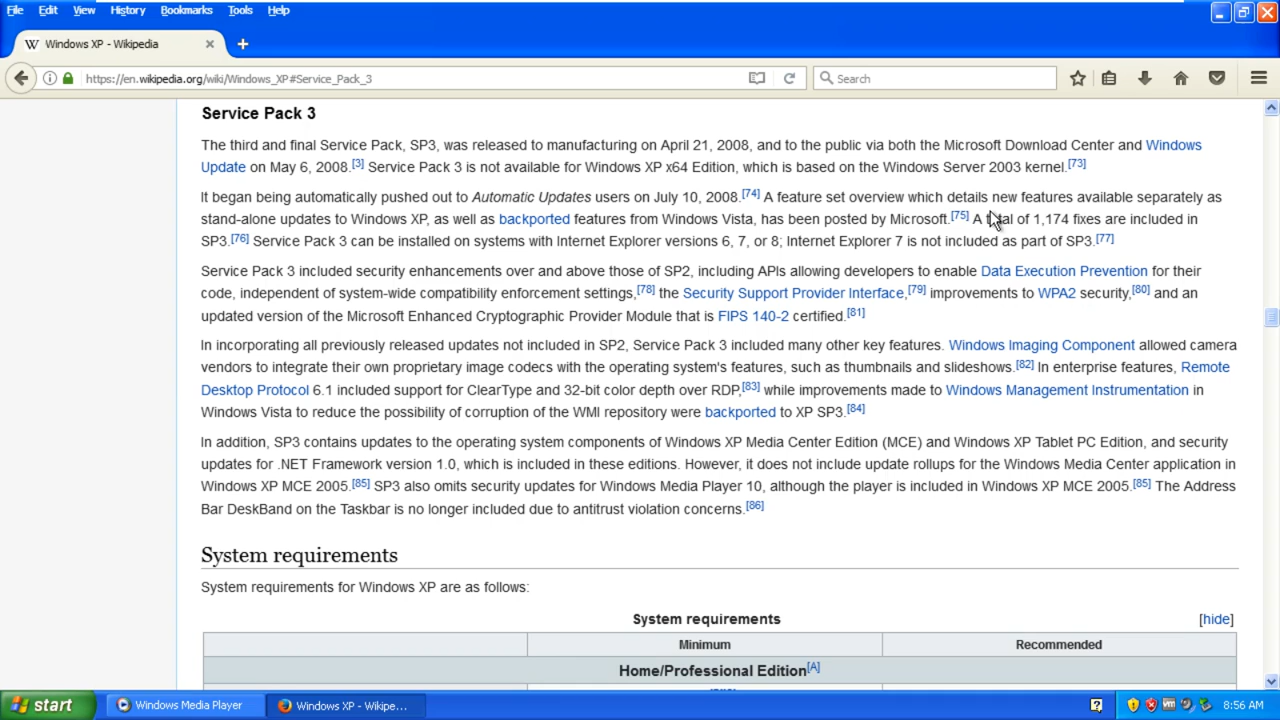 File Edit View History Bookmarks Tools Help
W Windows XP - Wikipedia
https://en.wikipedia.org/wiki/Windows_XP#Service_Pack_3 Search
Service Pack 3
The third and final Service Pack, SP3, was released to manufacturing on April 21, 2008, and to the public via both the Microsoft Download Center and Windows
Update on May 6, 2008.[3] Service Pack 3 is not available for Windows XP x64 Edition, which is based on the Windows Server 2003 kernel.[73]
It began being automatically pushed out to Automatic Updates users on July 10, 2008.[74] A feature set overview which details new features available separately as
stand-alone updates to Windows XP, as well as backported features from Windows Vista, has been posted by Microsoft.[75] A total of 1,174 fixes are included in
SP3.[76] Service Pack 3 can be installed on systems with Internet Explorer versions 6, 7, or 8; Internet Explorer 7 is not included as part of SP3.[77]
Service Pack 3 included security enhancements over and above those of SP2, including APIs allowing developers to enable Data Execution Prevention for their
code, independent of system-wide compatibility enforcement settings,[78] the Security Support Provider Interface,[79] improvements to WPA2 security,[80] and an
updated version of the Microsoft Enhanced Cryptographic Provider Module that is FIPS 140-2 certified.[81]
In incorporating all previously released updates not included in SP2, Service Pack 3 included many other key features. Windows Imaging Component allowed camera
vendors to integrate their own proprietary image codecs with the operating system's features, such as thumbnails and slideshows.[82] In enterprise features, Remote
Desktop Protocol 6.1 included support for ClearType and 32-bit color depth over RDP,[83] while improvements made to Windows Management Instrumentation in
Windows Vista to reduce the possibility of corruption of the WMI repository were backported to XP SP3.[84]
In addition, SP3 contains updates to the operating system components of Windows XP Media Center Edition (MCE) and Windows XP Tablet PC Edition, and security
updates for .NET Framework version 1.0, which is included in these editions. However, it does not include update rollups for the Windows Media Center application in
Windows XP MCE 2005.[85] SP3 also omits security updates for Windows Media Player 10, although the player is included in Windows XP MCE 2005.[85] The Address
Bar DeskBand on the Taskbar is no longer included due to antitrust violation concerns.[86]
System requirements
System requirements for Windows XP are as follows:
System requirements [hide]
Minimum Recommended
Home/Professional Edition[A]
start Windows Media Player Windows XP - Wikipe... 8:56 AM